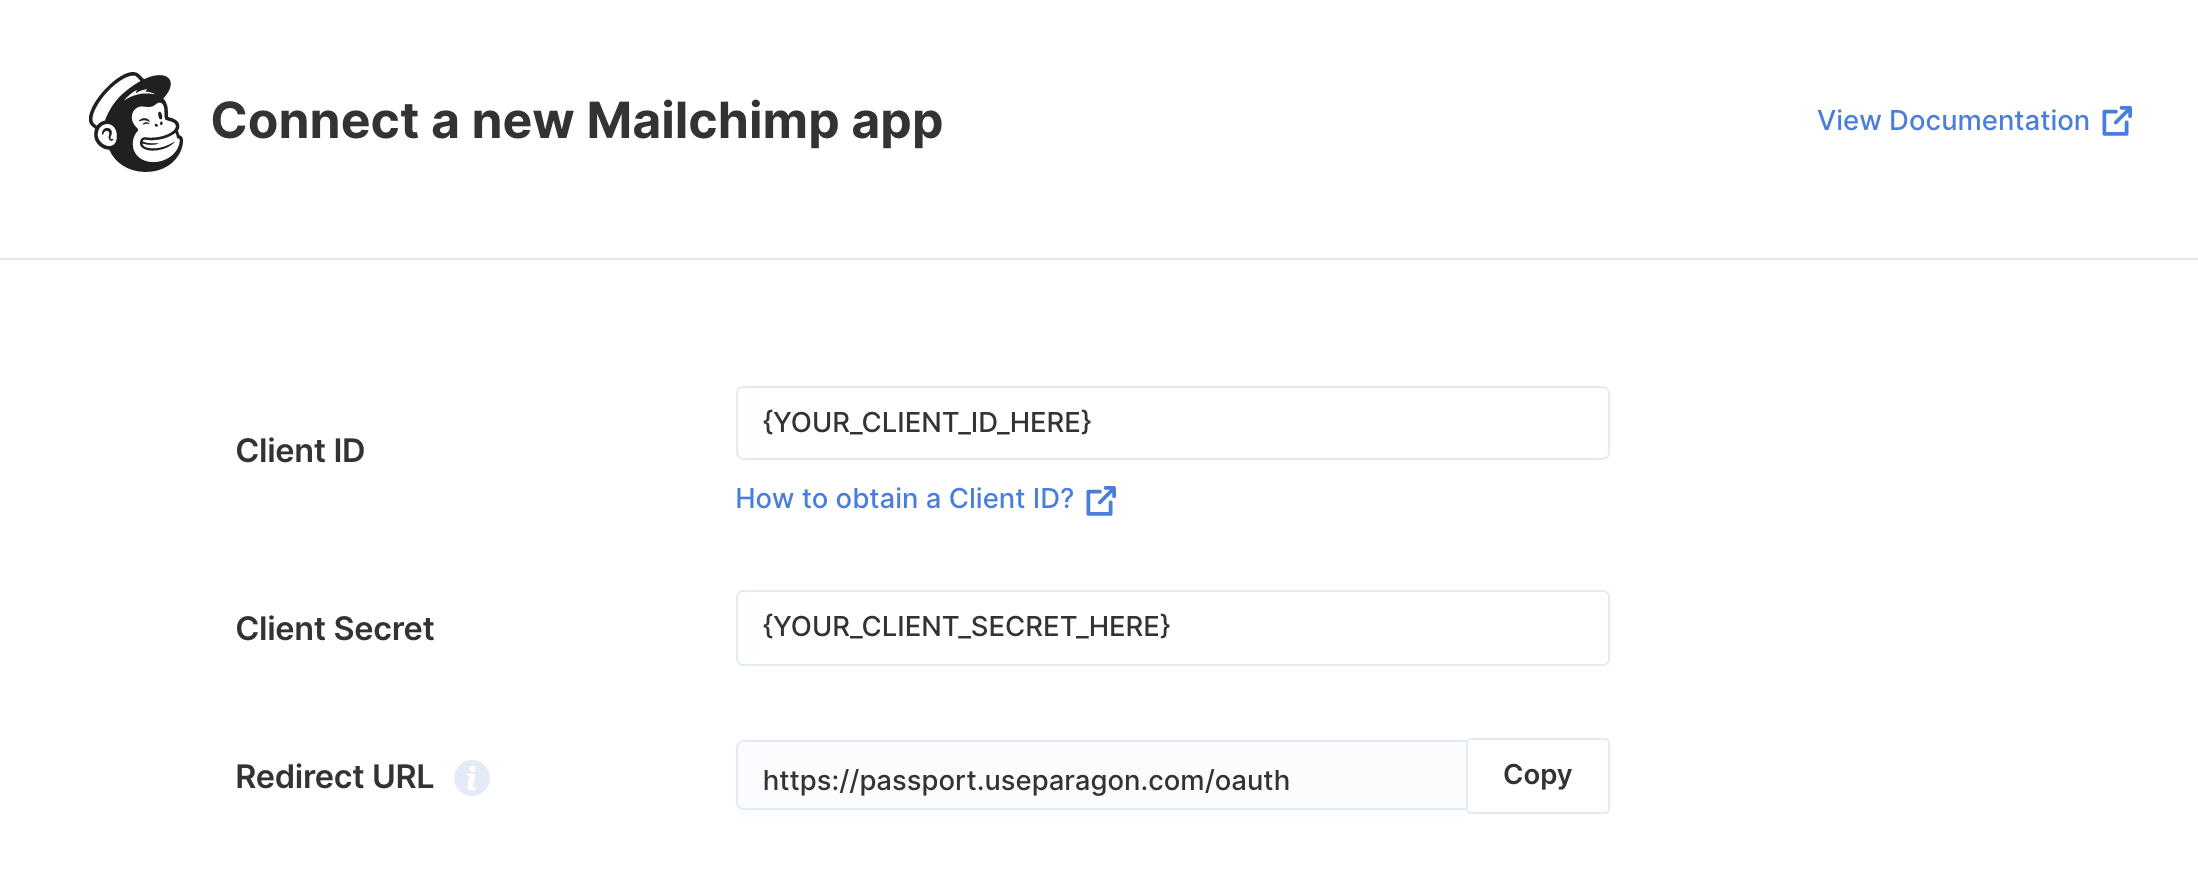 Connect a new Mailchimp app
View Documentation
Client ID
{YOUR_CLIENT_ID_HERE}
How to obtain a Client ID?
Client Secret
{YOUR_CLIENT_SECRET_HERE}
Redirect URL
https://passport.useparagon.com/oauth
Copy